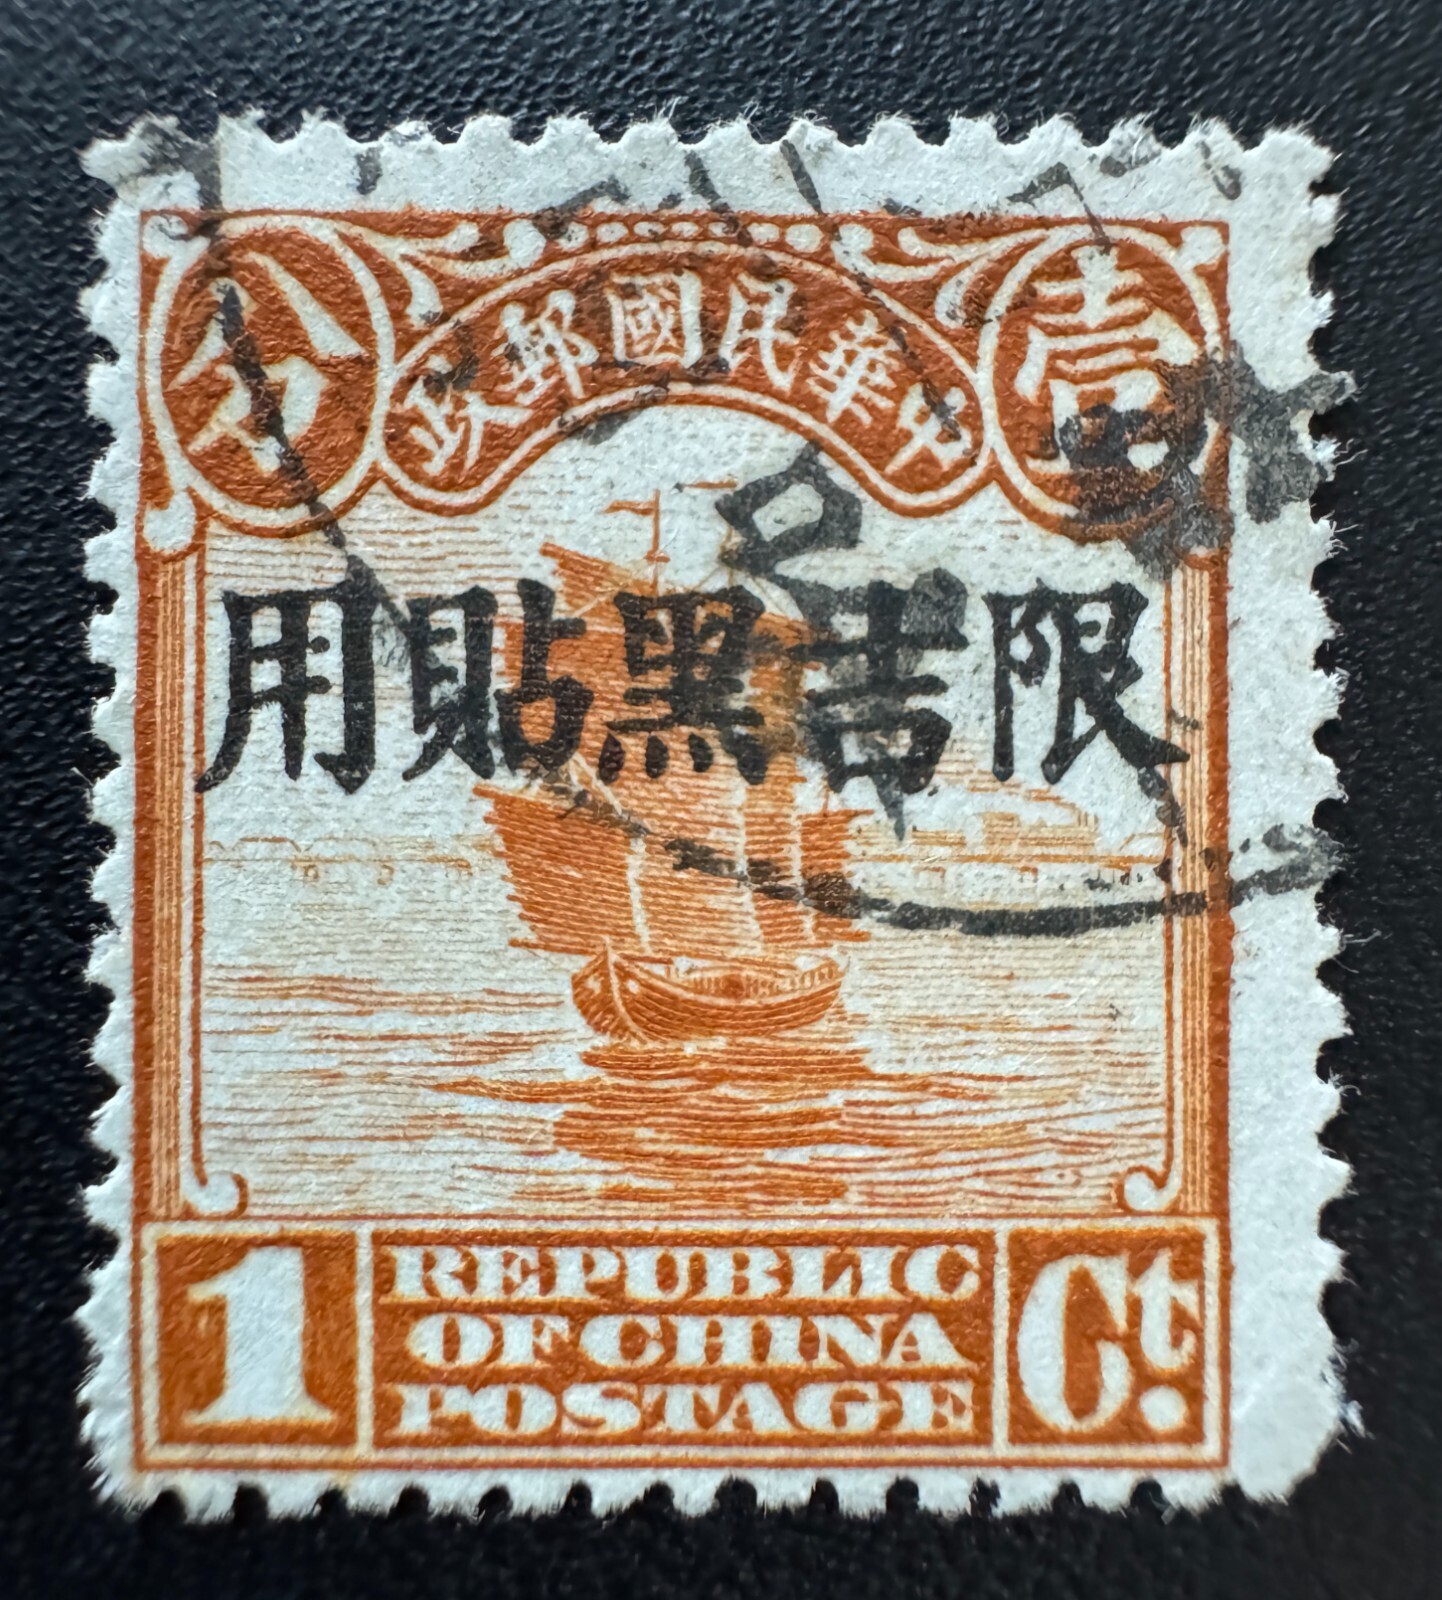 中華民國郵政
壹
分
限吉黑貼用
1
REPUBLIC
OF CHINA
POSTAGE
Ct.